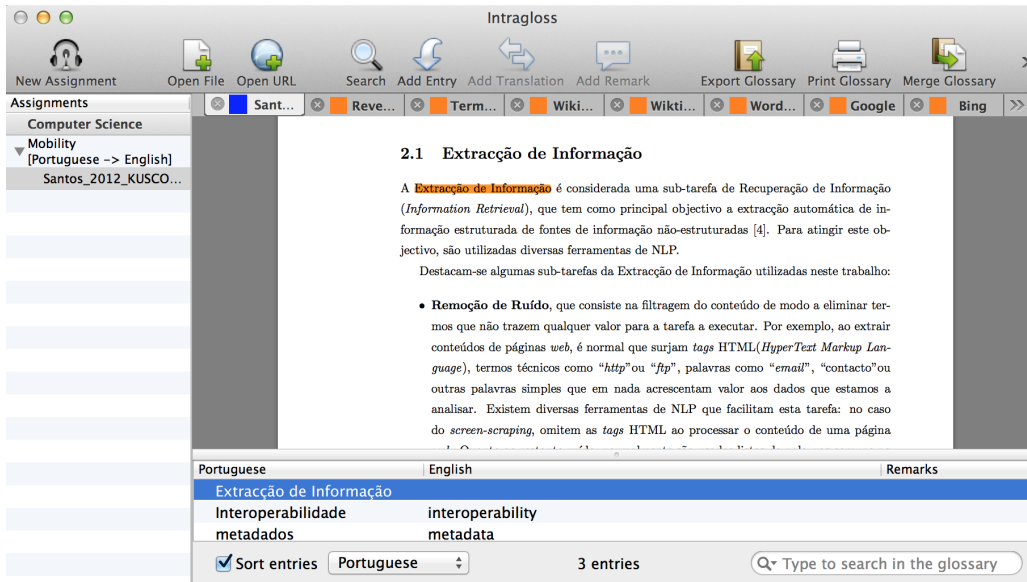 Intragloss
New Assignment Open File Open URL Search Add Entry Add Translation Add Remark Export Glossary Print Glossary Merge Glossary
Assignments
Sant... Reve... Term... Wiki... Wikti... Word... Google Bing
Computer Science
Mobility
[Portuguese -> English]
Santos_2012_KUSCO...
2.1 Extracção de Informação
A Extracção de Informação é considerada uma sub-tarefa de Recuperação de Informação
(Information Retrieval), que tem como principal objectivo a extracção automática de in-
formação estruturada de fontes de informação não-estruturadas [4]. Para atingir este ob-
jectivo, são utilizadas diversas ferramentas de NLP.
Destacam-se algumas sub-tarefas da Extracção de Informação utilizadas neste trabalho:
• Remoção de Ruído, que consiste na filtragem do conteúdo de modo a eliminar ter-
mos que não trazem qualquer valor para a tarefa a executar. Por exemplo, ao extrair
conteúdos de páginas web, é normal que surjam tags HTML(HyperText Markup Lan-
guage), termos técnicos como “http”ou “ftp”, palavras como “email”, “contacto”ou
outras palavras simples que em nada acrescentam valor aos dados que estamos a
analisar. Existem diversas ferramentas de NLP que facilitam esta tarefa: no caso
do screen-scraping, omitem as tags HTML ao processar o conteúdo de uma página
Portuguese English Remarks
Extracção de Informação
Interoperabilidade interoperability
metadados metadata
Sort entries Portuguese 3 entries Type to search in the glossary